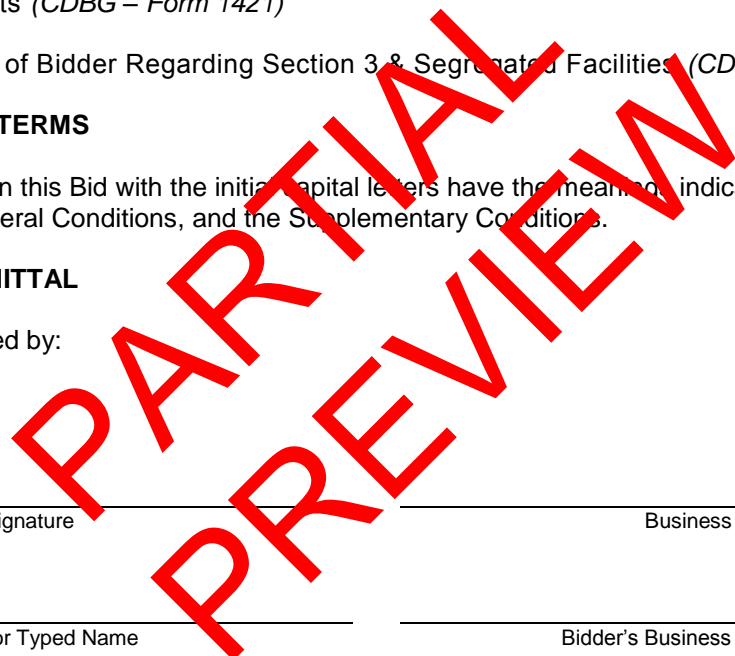 ts (CDBG – Form 1421)
of Bidder Regarding Section 3 & Segregated Facilities (CD
TERMS
n this Bid with the initial capital letters have the meanings indic
eral Conditions, and the Supplementary Conditions.
MITTAL
ed by:
ignature Business
or Typed Name Bidder's Business
PARTIAL
PREVIEW